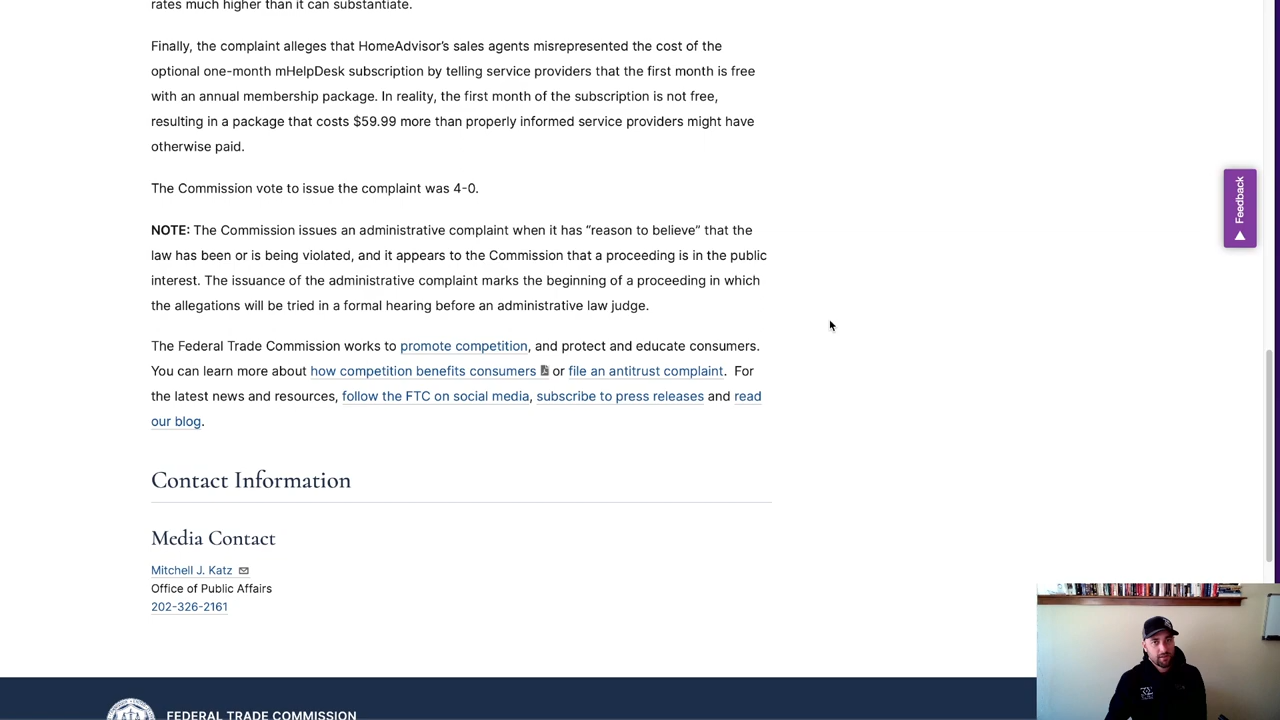 rates much higher than it can substantiate.
Finally, the complaint alleges that HomeAdvisor’s sales agents misrepresented the cost of the
optional one-month mHelpDesk subscription by telling service providers that the first month is free
with an annual membership package. In reality, the first month of the subscription is not free,
resulting in a package that costs $59.99 more than properly informed service providers might have
otherwise paid.
The Commission vote to issue the complaint was 4-0.
NOTE: The Commission issues an administrative complaint when it has “reason to believe” that the
law has been or is being violated, and it appears to the Commission that a proceeding is in the public
interest. The issuance of the administrative complaint marks the beginning of a proceeding in which
the allegations will be tried in a formal hearing before an administrative law judge.
The Federal Trade Commission works to promote competition, and protect and educate consumers.
You can learn more about how competition benefits consumers or file an antitrust complaint.  For
the latest news and resources, follow the FTC on social media, subscribe to press releases and read
our blog.
Contact Information
Media Contact
Mitchell J. Katz
Office of Public Affairs
202-326-2161
FEDERAL TRADE COMMISSION
Feedback